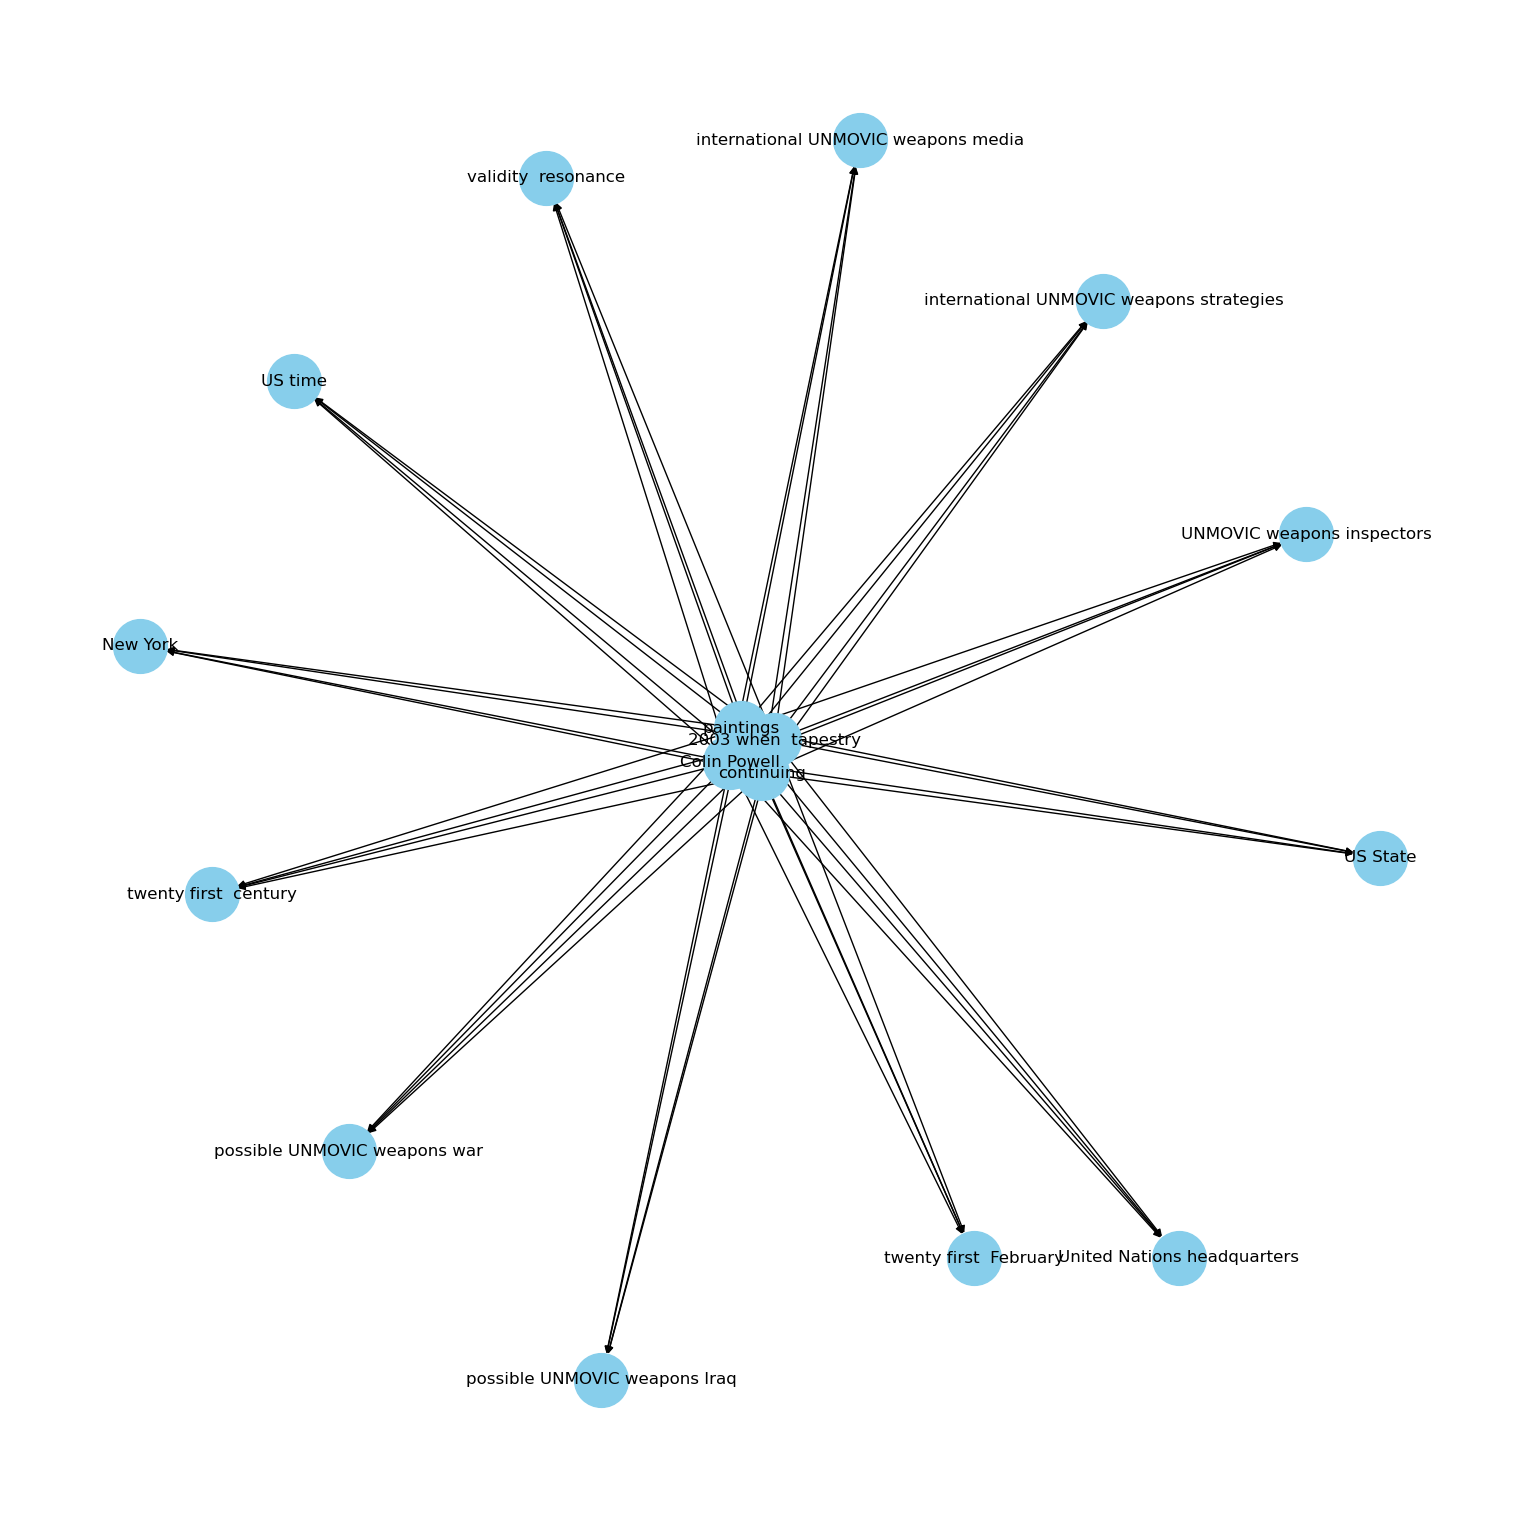 international UNMOVIC weapons media
validity  resonance
international UNMOVIC weapons strategies
US time
UNMOVIC weapons inspectors
New York
paintings
2003 when  tapestry
Colin Powell
continuing
US State
twenty first  century
possible UNMOVIC weapons war
twenty first  February
United Nations headquarters
possible UNMOVIC weapons Iraq